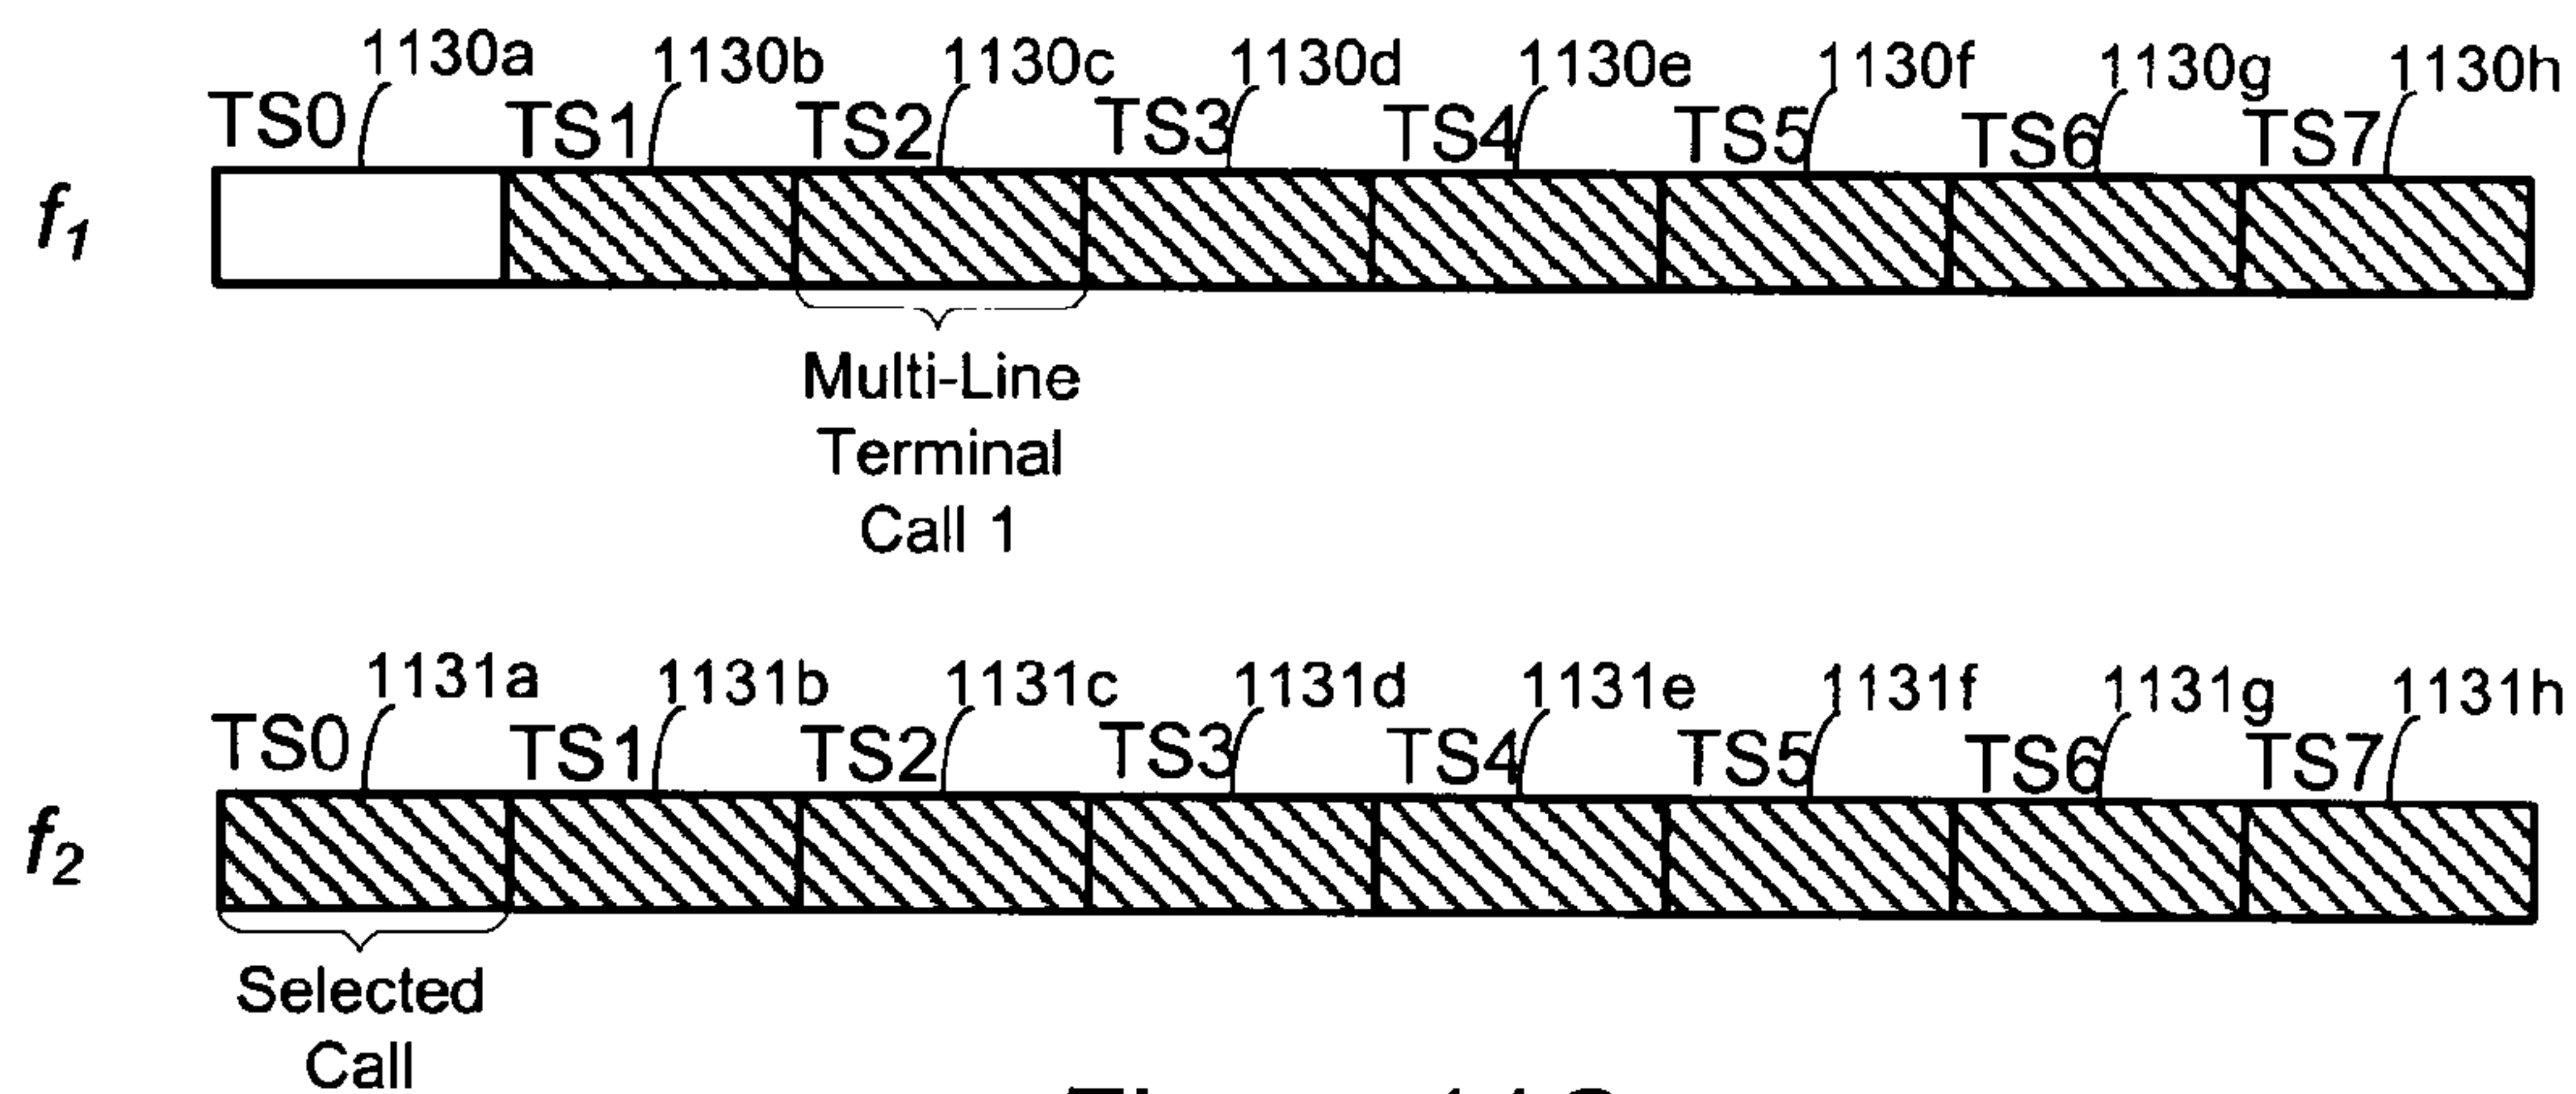 1130a 1130b 1130c 1130d 1130e 1130f 1130g 1130h
TS0 TS1 TS2 TS3 TS4 TS5 TS6 TS7
f1
Multi-Line
Terminal
Call 1
1131a 1131b 1131c 1131d 1131e 1131f 1131g 1131h
TS0 TS1 TS2 TS3 TS4 TS5 TS6 TS7
f2
Selected
Call